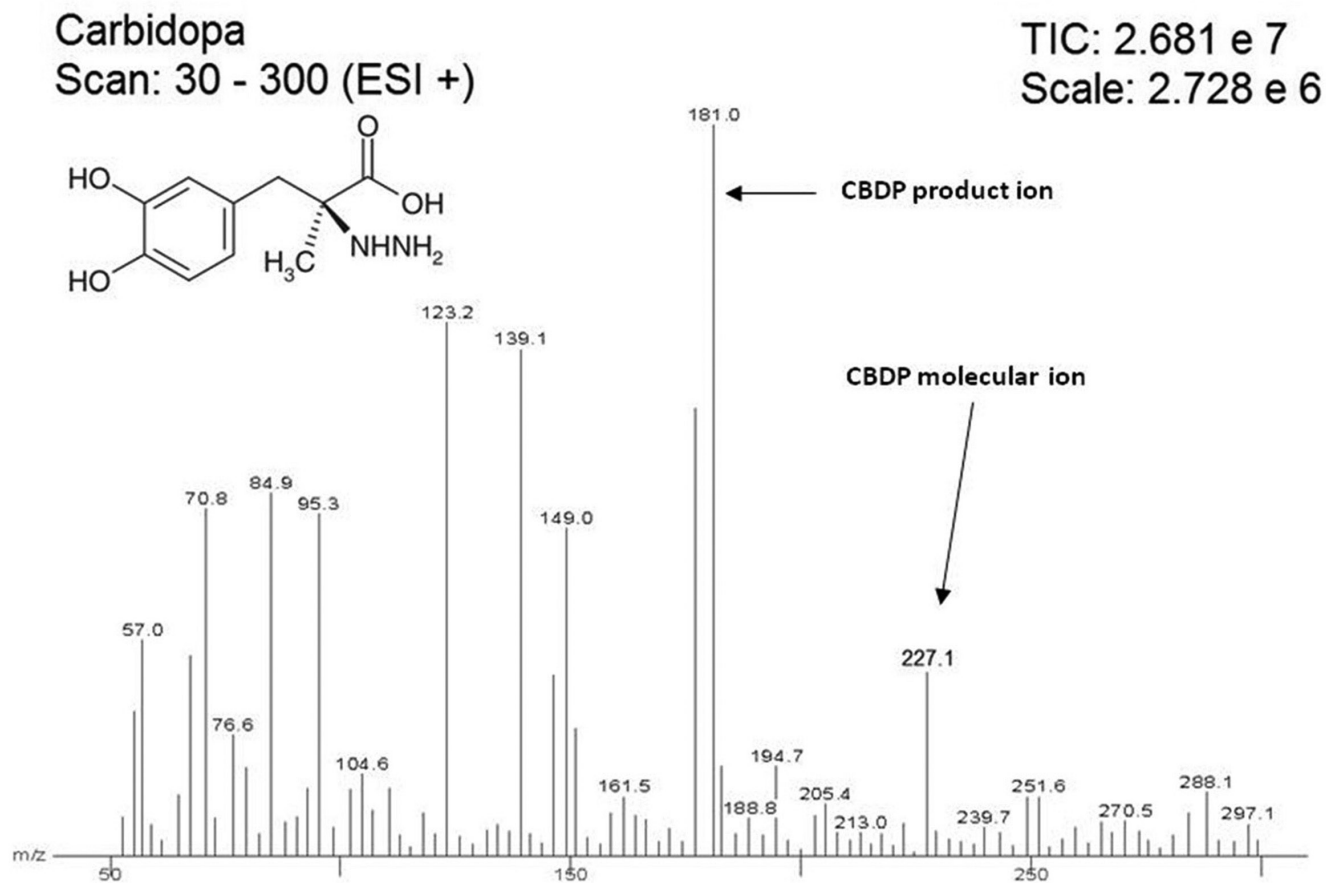 Carbidopa
Scan: 30 - 300 (ESI +)
TIC: 2.681 e 7
Scale: 2.728 e 6
O
HO
OH
H3C
NHNH2
HO
181.0
CBDP product ion
123.2
139.1
CBDP molecular ion
84.9
70.8
95.3
149.0
57.0
227.1
76.6
104.6
194.7
161.5
188.8
205.4
213.0
239.7
251.6
270.5
288.1
297.1
m/z
50
150
250